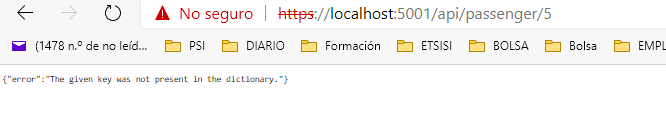 No seguro https://localhost:5001/api/passenger/5
(1478 n.º de no leíd... PSI DIARIO Formación ETSISI BOLSA Bolsa EMPL
{"error":"The given key was not present in the dictionary."}